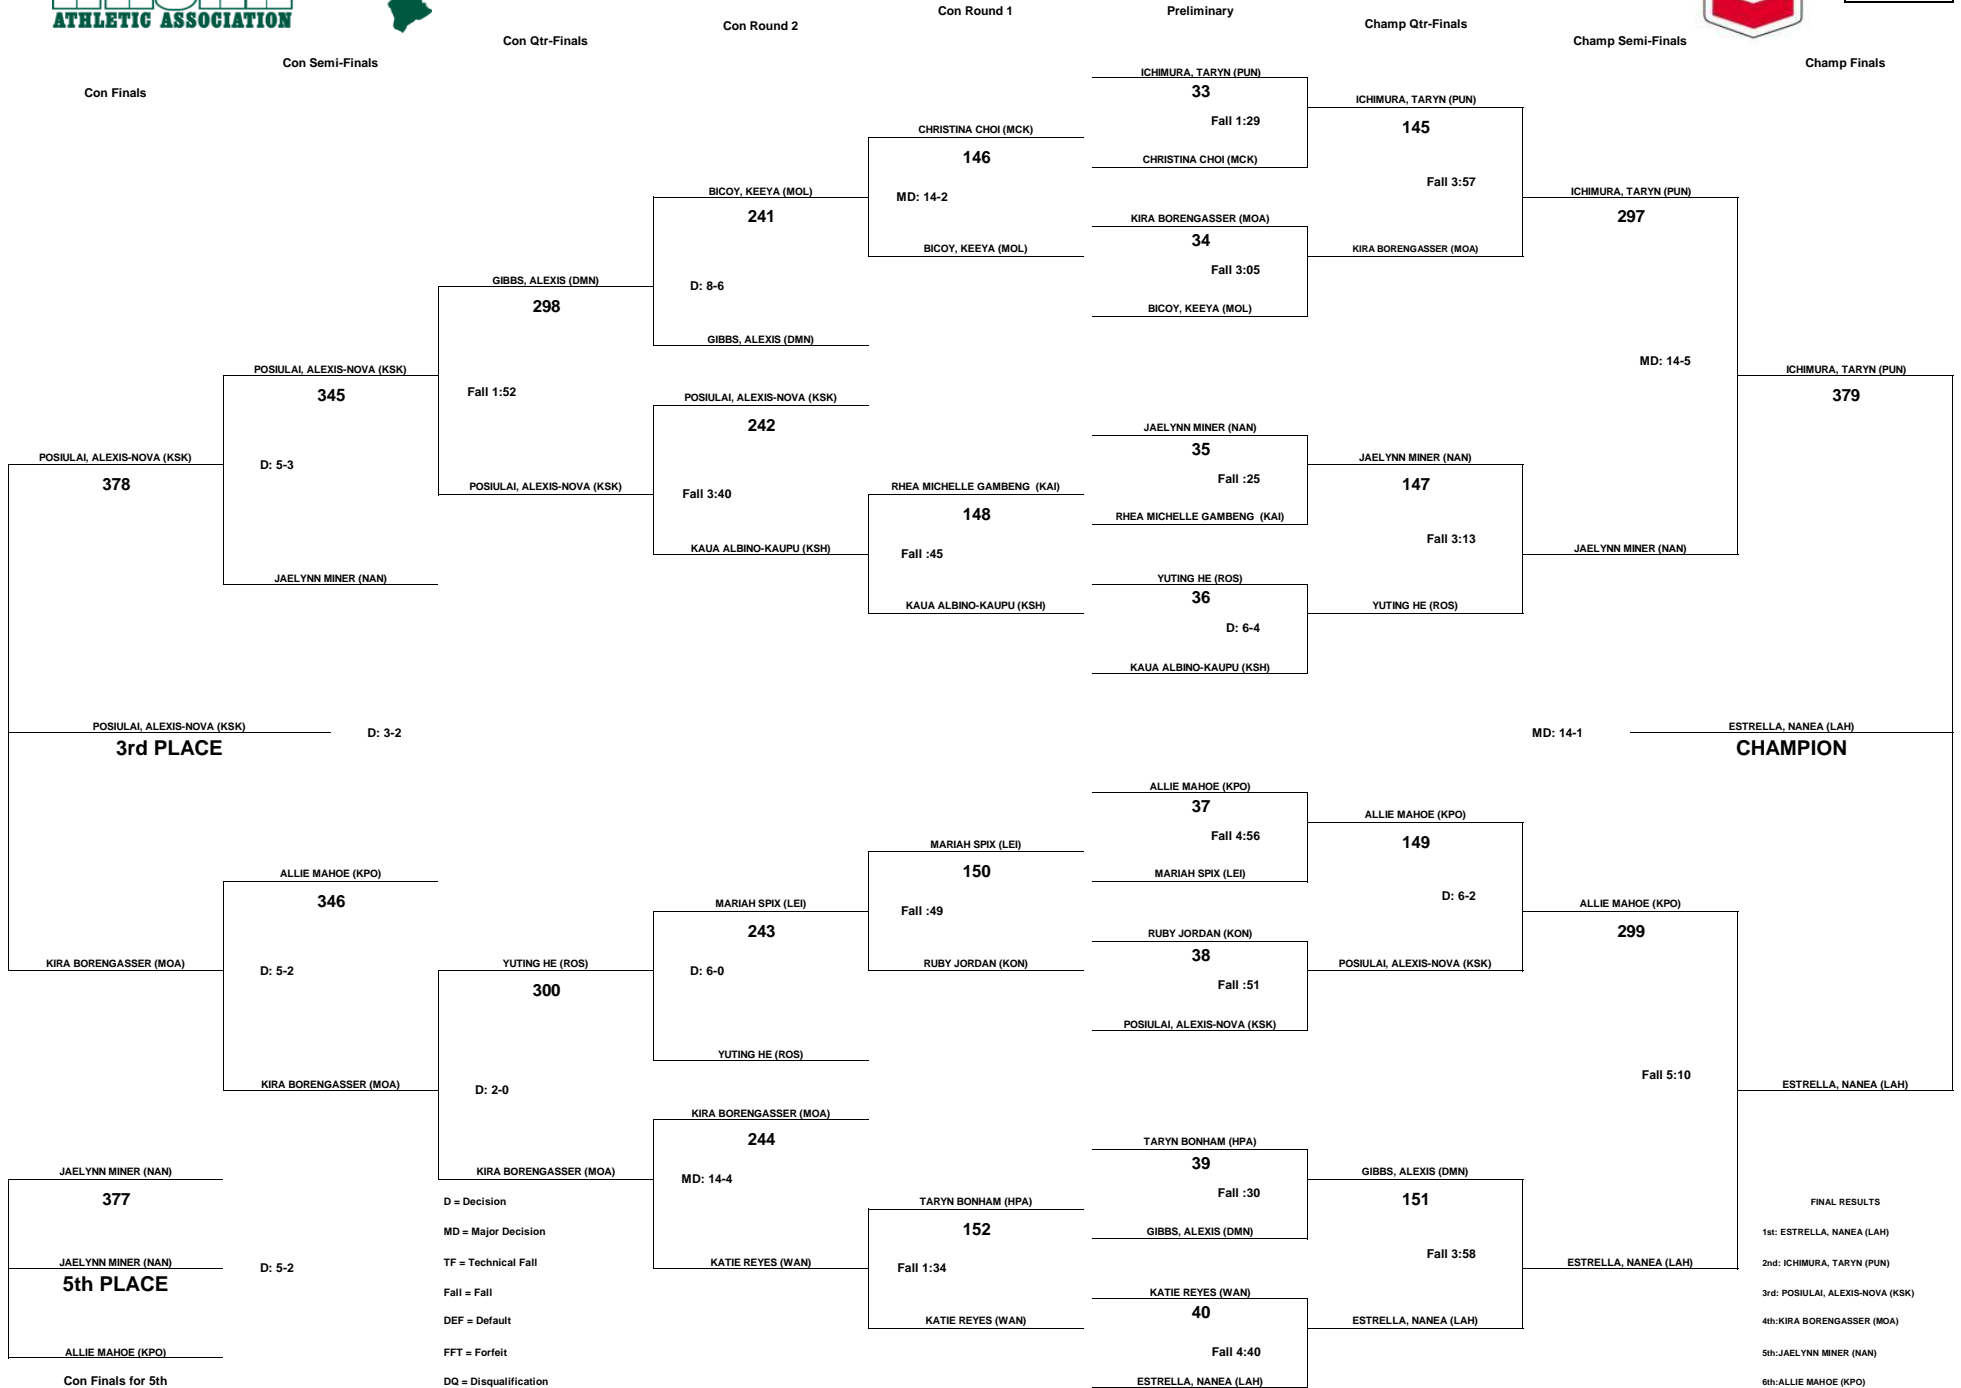 ATHLETIC ASSOCIATION
Con Finals
Con Semi-Finals
Con Qtr-Finals
Con Round 2
Con Round 1
Preliminary
Champ Qtr-Finals
Champ Semi-Finals
Champ Finals
ICHIMURA, TARYN (PUN)
33
Fall 1:29
CHRISTINA CHOI (MCK)
KIRA BORENGASSER (MOA)
34
Fall 3:05
BICOY, KEEYA (MOL)
JAELYNN MINER (NAN)
35
Fall :25
RHEA MICHELLE GAMBENG (KAI)
YUTING HE (ROS)
36
D: 6-4
KAUA ALBINO-KAUPU (KSH)
ALLIE MAHOE (KPO)
37
Fall 4:56
MARIAH SPIX (LEI)
RUBY JORDAN (KON)
38
Fall :51
POSIULAI, ALEXIS-NOVA (KSK)
TARYN BONHAM (HPA)
39
Fall :30
GIBBS, ALEXIS (DMN)
KATIE REYES (WAN)
40
Fall 4:40
ESTRELLA, NANEA (LAH)
ICHIMURA, TARYN (PUN)
145
Fall 3:57
KIRA BORENGASSER (MOA)
JAELYNN MINER (NAN)
147
Fall 3:13
YUTING HE (ROS)
ALLIE MAHOE (KPO)
149
D: 6-2
POSIULAI, ALEXIS-NOVA (KSK)
GIBBS, ALEXIS (DMN)
151
Fall 3:58
ESTRELLA, NANEA (LAH)
ICHIMURA, TARYN (PUN)
297
MD: 14-5
JAELYNN MINER (NAN)
ALLIE MAHOE (KPO)
299
Fall 5:10
ESTRELLA, NANEA (LAH)
ICHIMURA, TARYN (PUN)
379
MD: 14-1
ESTRELLA, NANEA (LAH)
CHAMPION
ESTRELLA, NANEA (LAH)
CHRISTINA CHOI (MCK)
146
MD: 14-2
BICOY, KEEYA (MOL)
RHEA MICHELLE GAMBENG (KAI)
148
Fall :45
KAUA ALBINO-KAUPU (KSH)
MARIAH SPIX (LEI)
150
Fall :49
RUBY JORDAN (KON)
TARYN BONHAM (HPA)
152
Fall 1:34
KATIE REYES (WAN)
BICOY, KEEYA (MOL)
241
D: 8-6
GIBBS, ALEXIS (DMN)
POSIULAI, ALEXIS-NOVA (KSK)
242
Fall 3:40
KAUA ALBINO-KAUPU (KSH)
MARIAH SPIX (LEI)
243
D: 6-0
YUTING HE (ROS)
KIRA BORENGASSER (MOA)
244
MD: 14-4
KATIE REYES (WAN)
GIBBS, ALEXIS (DMN)
298
Fall 1:52
POSIULAI, ALEXIS-NOVA (KSK)
YUTING HE (ROS)
300
D: 2-0
KIRA BORENGASSER (MOA)
POSIULAI, ALEXIS-NOVA (KSK)
345
D: 5-3
JAELYNN MINER (NAN)
ALLIE MAHOE (KPO)
346
D: 5-2
KIRA BORENGASSER (MOA)
POSIULAI, ALEXIS-NOVA (KSK)
378
POSIULAI, ALEXIS-NOVA (KSK)
D: 3-2
3rd PLACE
KIRA BORENGASSER (MOA)
JAELYNN MINER (NAN)
377
JAELYNN MINER (NAN)
D: 5-2
5th PLACE
ALLIE MAHOE (KPO)
Con Finals for 5th
D = Decision
MD = Major Decision
TF = Technical Fall
Fall = Fall
DEF = Default
FFT = Forfeit
DQ = Disqualification
FINAL RESULTS
1st: ESTRELLA, NANEA (LAH)
2nd: ICHIMURA, TARYN (PUN)
3rd: POSIULAI, ALEXIS-NOVA (KSK)
4th:KIRA BORENGASSER (MOA)
5th:JAELYNN MINER (NAN)
6th:ALLIE MAHOE (KPO)